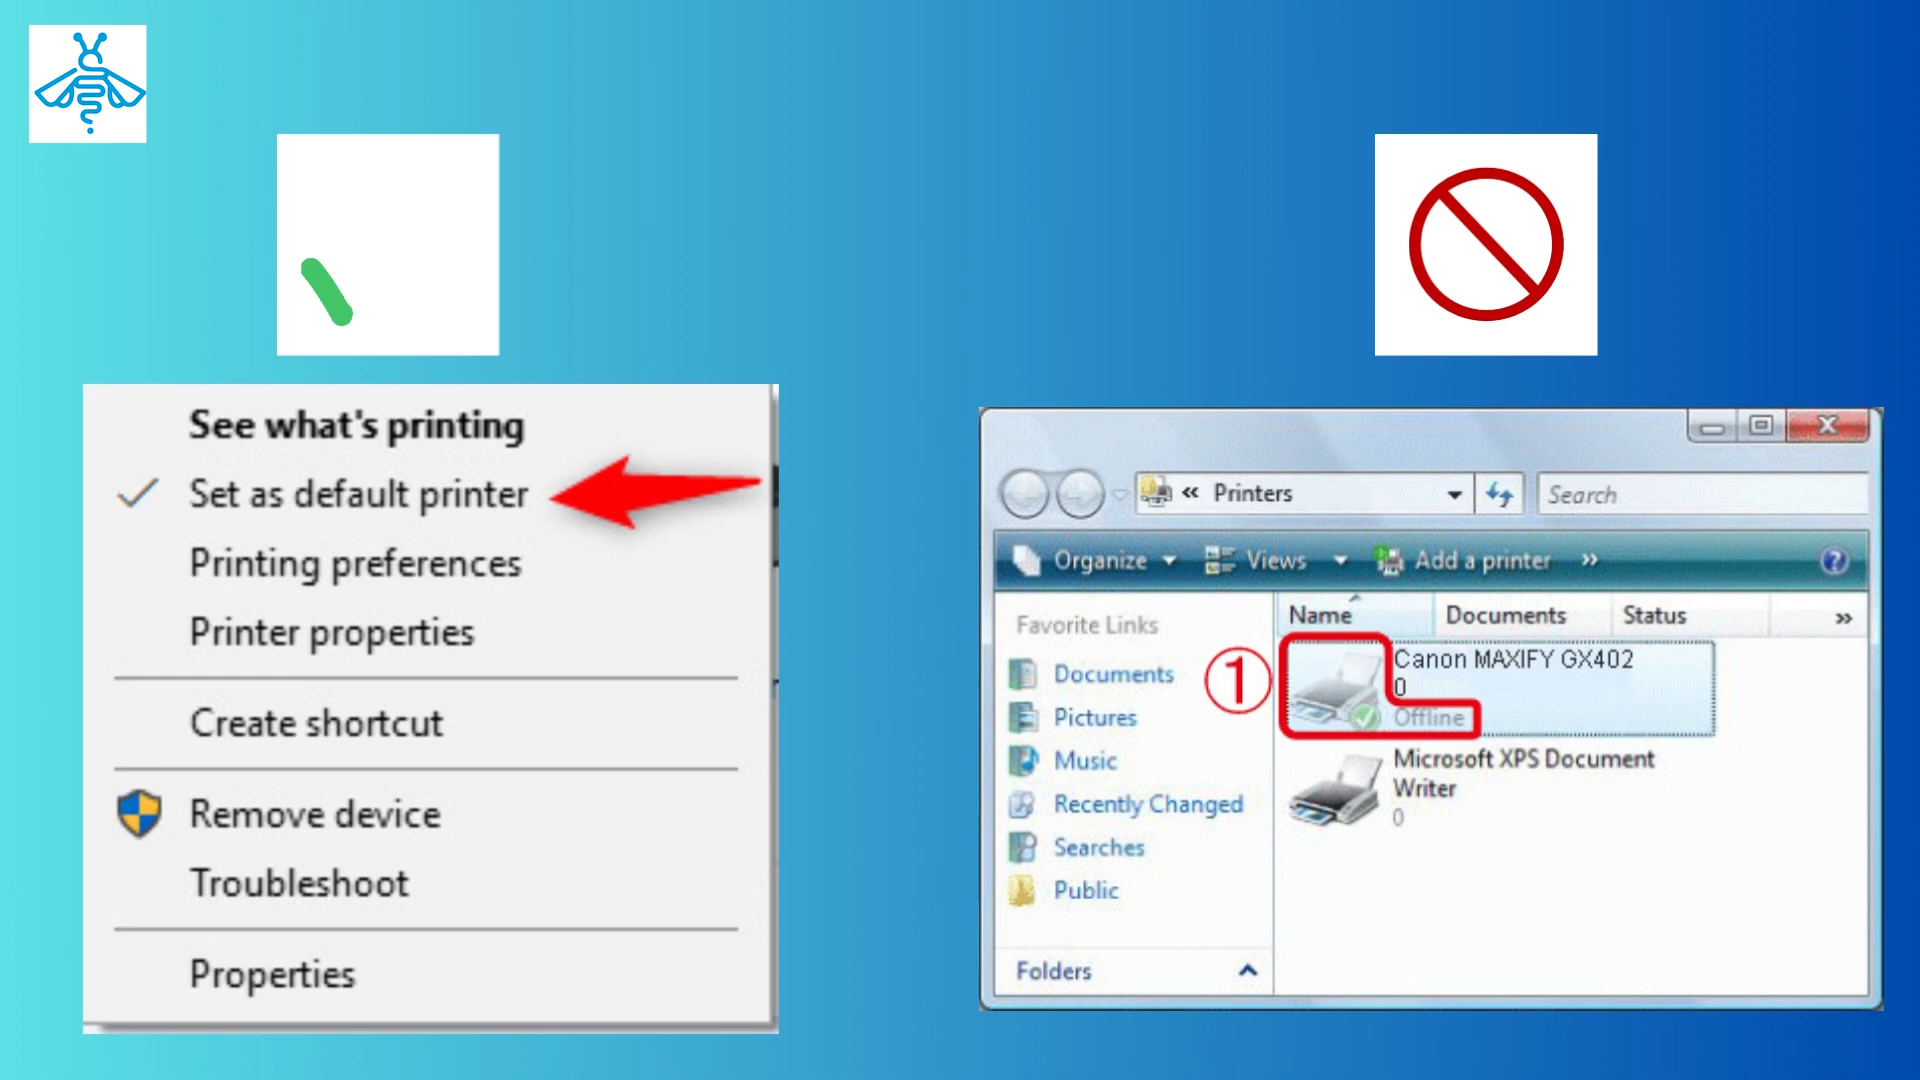 See what's printing
Set as default printer
Printing preferences
Printer properties
Create shortcut
Remove device
Troubleshoot
Properties
« Printers
Search
Organize
Views
Add a printer
»
?
Favorite Links
Documents
Pictures
Music
Recently Changed
Searches
Public
Folders
Name
Documents
Status
»
1
Canon MAXIFY GX402
0
Offline
Microsoft XPS Document
Writer
0